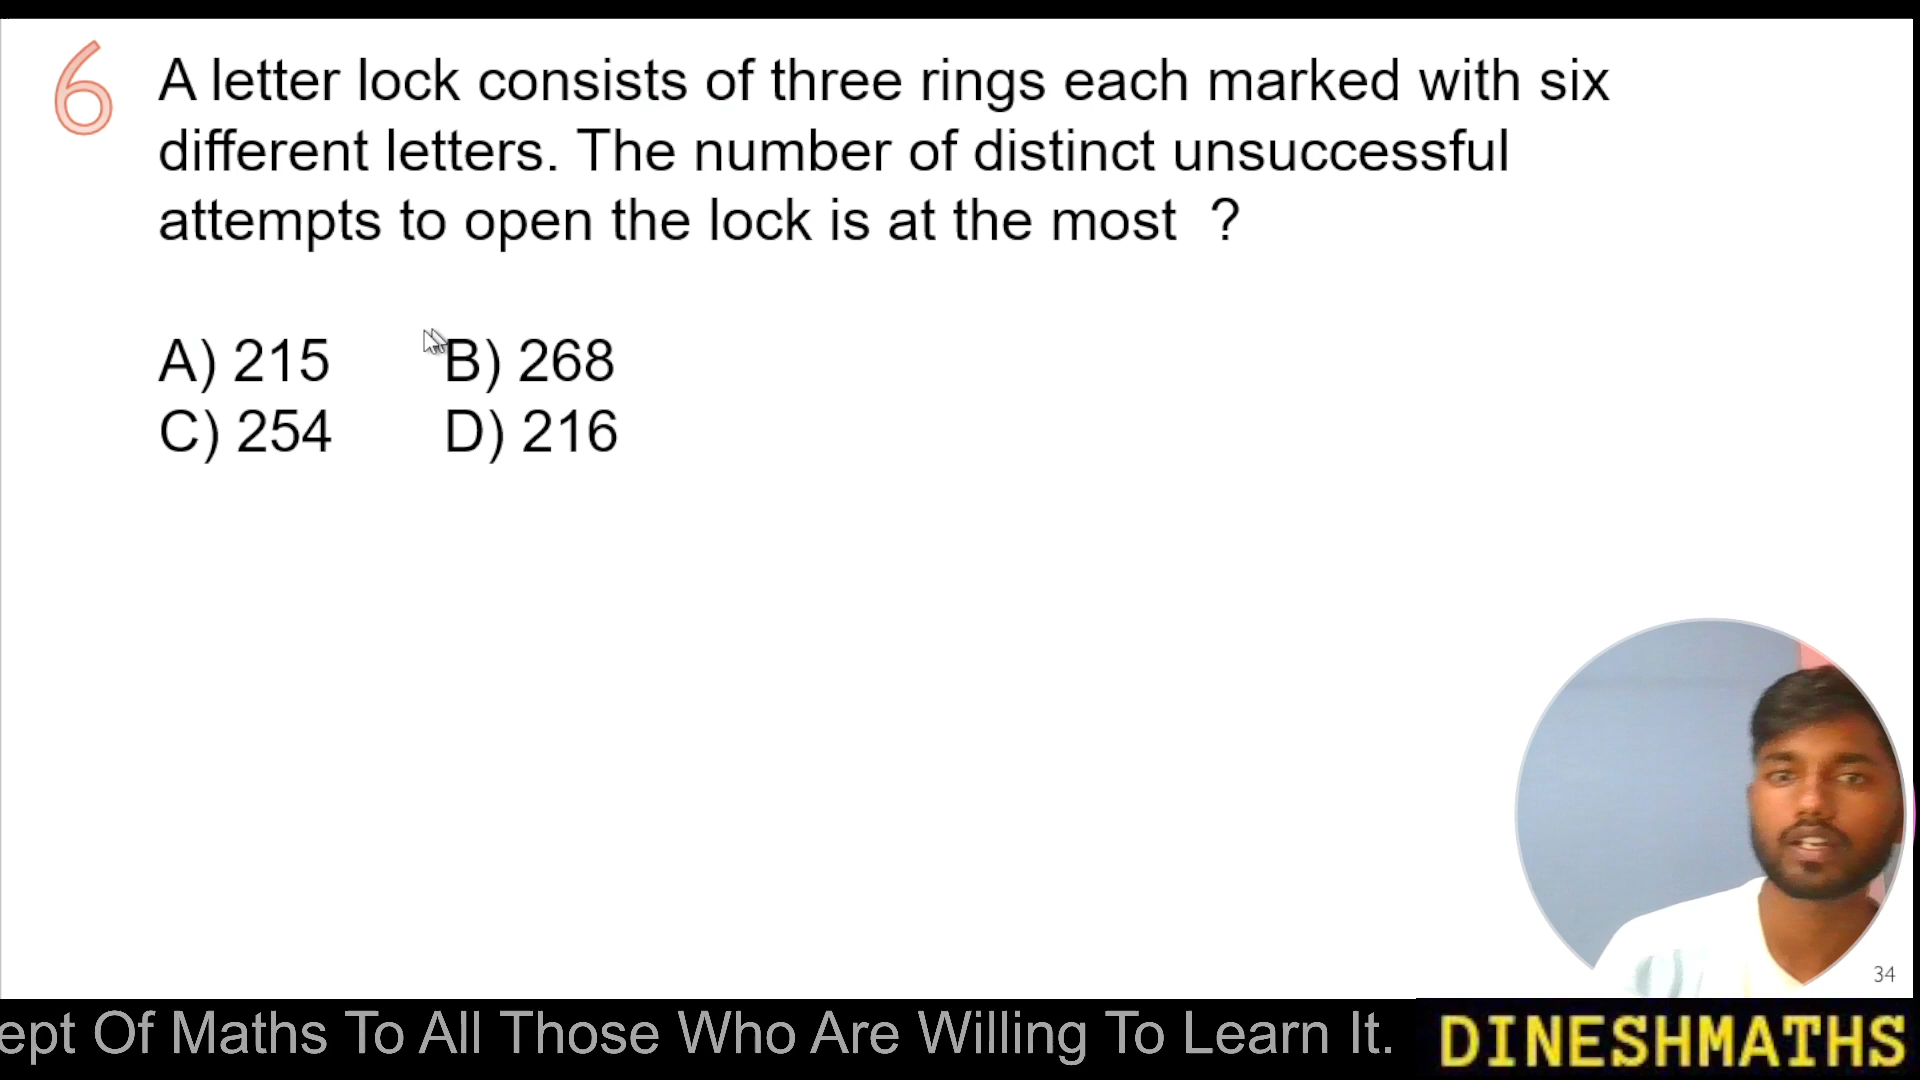 6
A letter lock consists of three rings each marked with six
different letters. The number of distinct unsuccessful
attempts to open the lock is at the most ?
A) 215 B) 268
C) 254 D) 216
34
ept Of Maths To All Those Who Are Willing To Learn It.
DINESHMATHS